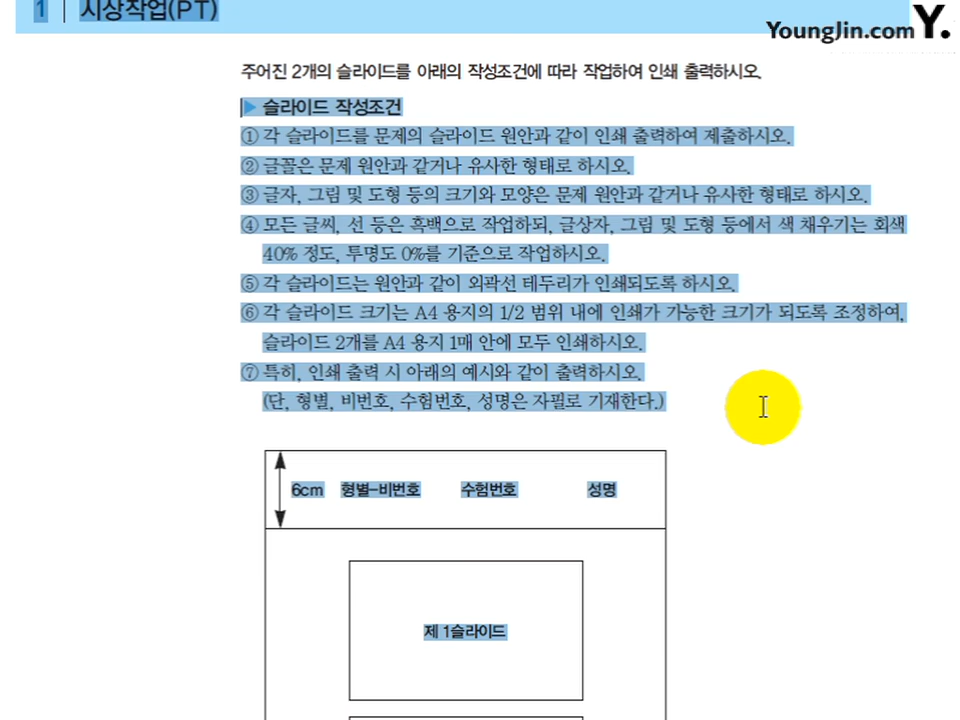 1 시상작업(PT)
YoungJin.com Y.
주어진 2개의 슬라이드를 아래의 작성조건에 따라 작업하여 인쇄 출력하시오.
▶ 슬라이드 작성조건
① 각 슬라이드를 문제의 슬라이드 원안과 같이 인쇄 출력하여 제출하시오.
② 글꼴은 문제 원안과 같거나 유사한 형태로 하시오.
③ 글자, 그림 및 도형 등의 크기와 모양은 문제 원안과 같거나 유사한 형태로 하시오.
④ 모든 글씨, 선 등은 흑백으로 작업하되, 글상자, 그림 및 도형 등에서 색 채우기는 회색
40% 정도, 투명도 0%를 기준으로 작업하시오.
⑤ 각 슬라이드는 원안과 같이 외곽선 테두리가 인쇄되도록 하시오.
⑥ 각 슬라이드 크기는 A4 용지의 1/2 범위 내에 인쇄가 가능한 크기가 되도록 조정하여,
슬라이드 2개를 A4 용지 1매 안에 모두 인쇄하시오.
⑦ 특히, 인쇄 출력 시 아래의 예시와 같이 출력하시오.
(단, 형별, 비번호, 수험번호, 성명은 자필로 기재한다.)
6cm 형별-비번호 수험번호 성명
제 1슬라이드